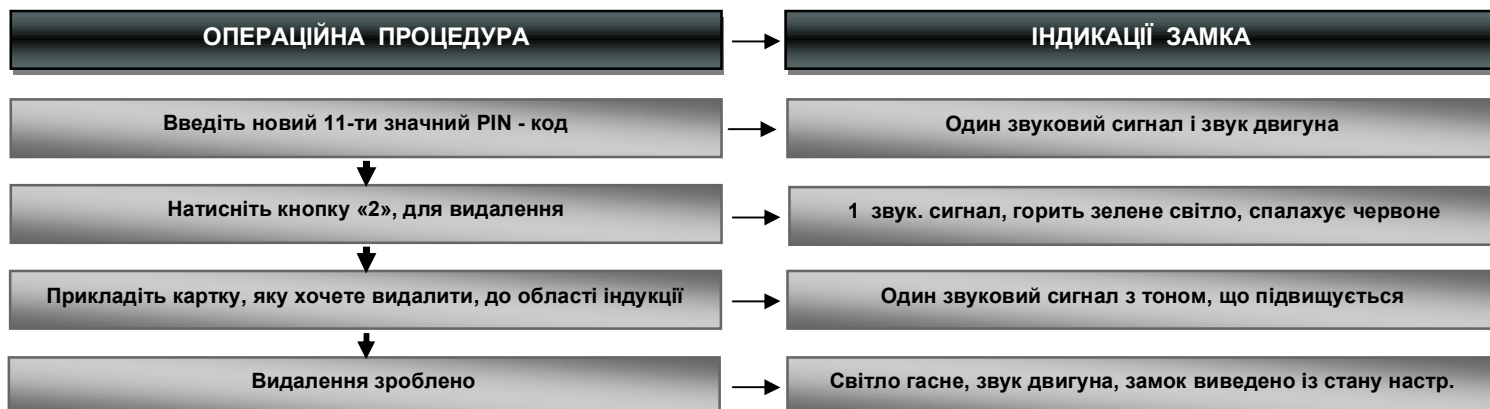 ОПЕРАЦІЙНА ПРОЦЕДУРА
ІНДИКАЦІЇ ЗАМКА
Введіть новий 11-ти значний PIN - код
Один звуковий сигнал і звук двигуна
Натисніть кнопку «2», для видалення
1 звук. сигнал, горить зелене світло, спалахує червоне
Прикладіть картку, яку хочете видалити, до області індукції
Один звуковий сигнал з тоном, що підвищується
Видалення зроблено
Світло гасне, звук двигуна, замок виведено із стану настр.